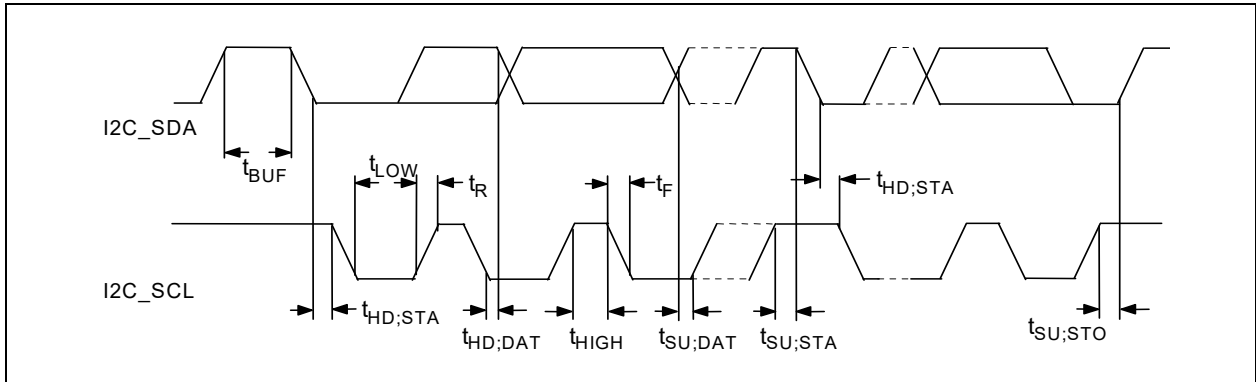 I2C_SDA
tBUF
tLOW
tR
tF
tHD;STA
I2C_SCL
tHD;STA
tHD;DAT
tHIGH
tSU;DAT
tSU;STA
tSU;STO